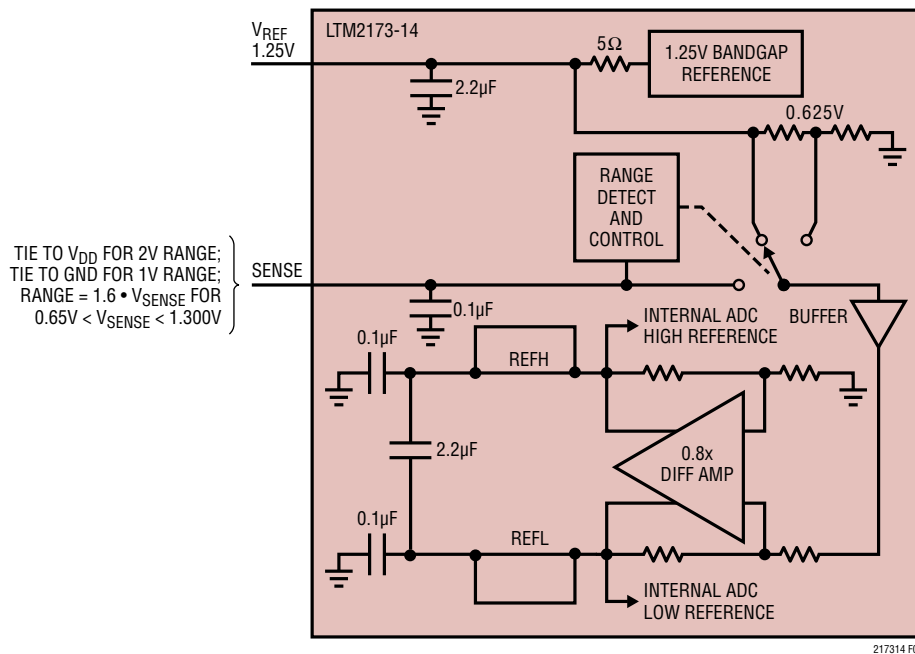 LTM2173-14
VREF
1.25V
5Ω
1.25V BANDGAP
REFERENCE
2.2µF
0.625V
RANGE
DETECT
AND
CONTROL
TIE TO VDD FOR 2V RANGE;
TIE TO GND FOR 1V RANGE;
RANGE = 1.6 • VSENSE FOR
0.65V < VSENSE < 1.300V
SENSE
0.1µF
BUFFER
INTERNAL ADC
HIGH REFERENCE
0.1µF
REFH
2.2µF
0.8x
DIFF AMP
0.1µF
REFL
INTERNAL ADC
LOW REFERENCE